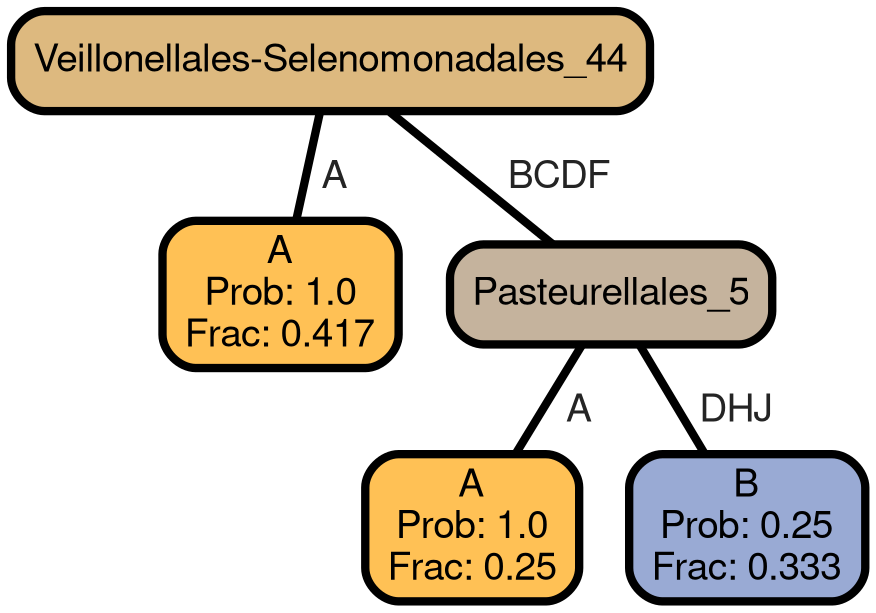 Veillonellales-Selenomonadales_44
A
BCDF
A
Prob: 1.0
Frac: 0.417
Pasteurellales_5
A
DHJ
A
Prob: 1.0
Frac: 0.25
B
Prob: 0.25
Frac: 0.333